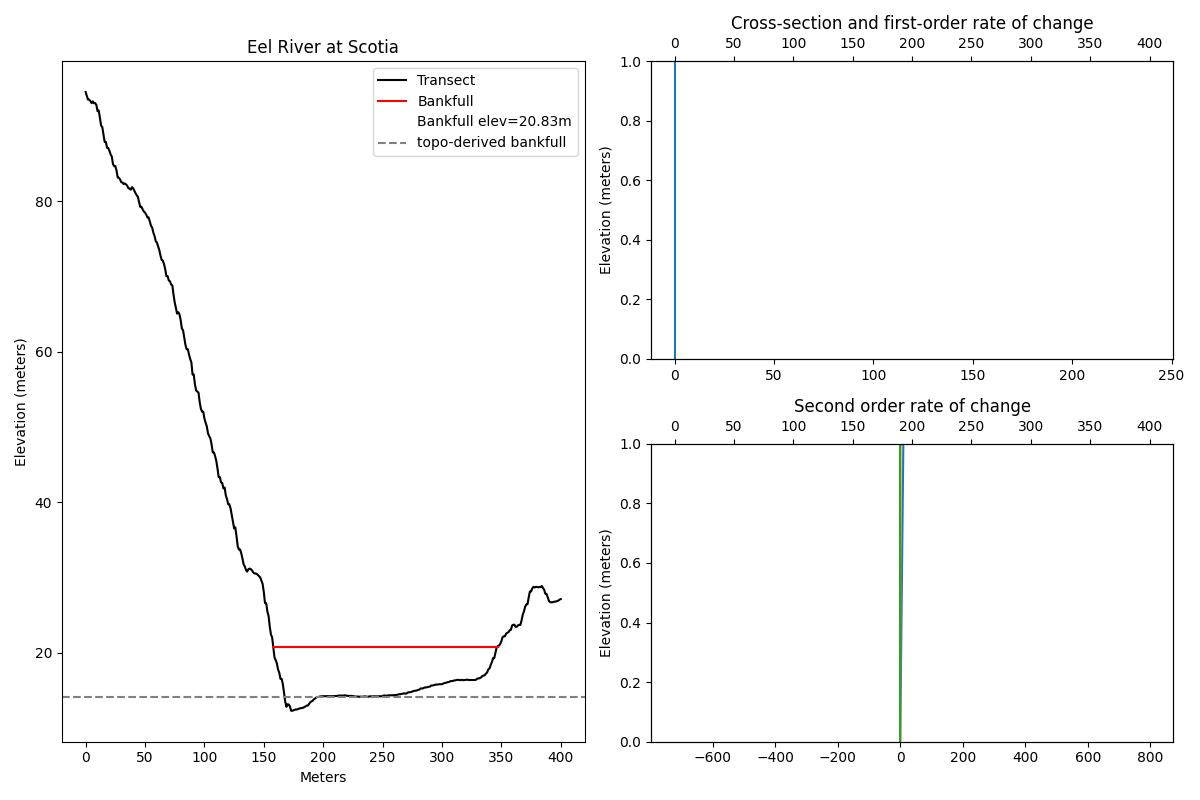 Eel River at Scotia
Transect
Bankfull
Bankfull elev=20.83m
topo-derived bankfull
Elevation (meters)
80
60
40
20
0 50 100 150 200 250 300 350 400
Meters
Cross-section and first-order rate of change
0 50 100 150 200 250 300 350 400
Elevation (meters)
1.0
0.8
0.6
0.4
0.2
0.0
0 50 100 150 200 250
Second order rate of change
0 50 100 150 200 250 300 350 400
Elevation (meters)
1.0
0.8
0.6
0.4
0.2
0.0
−600 −400 −200 0 200 400 600 800